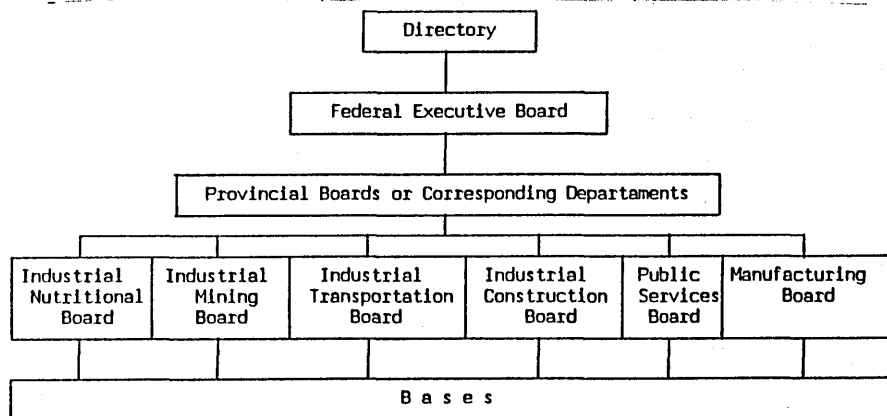 Directory
Federal Executive Board
Provincial Boards or Corresponding Departaments
Industrial
Nutritional
Board
Industrial
Mining
Board
Industrial
Transportation
Board
Industrial
Construction
Board
Public
Services
Board
Manufacturing
Board
B a s e s